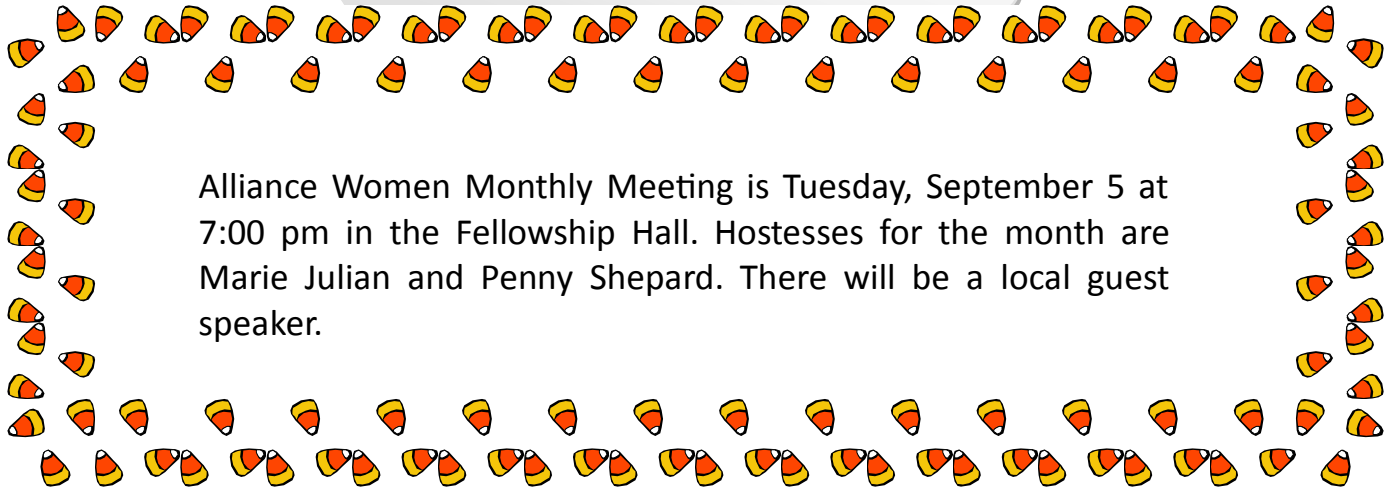 Alliance Women Monthly Meeting is Tuesday, September 5 at
7:00 pm in the Fellowship Hall. Hostesses for the month are
Marie Julian and Penny Shepard. There will be a local guest
speaker.